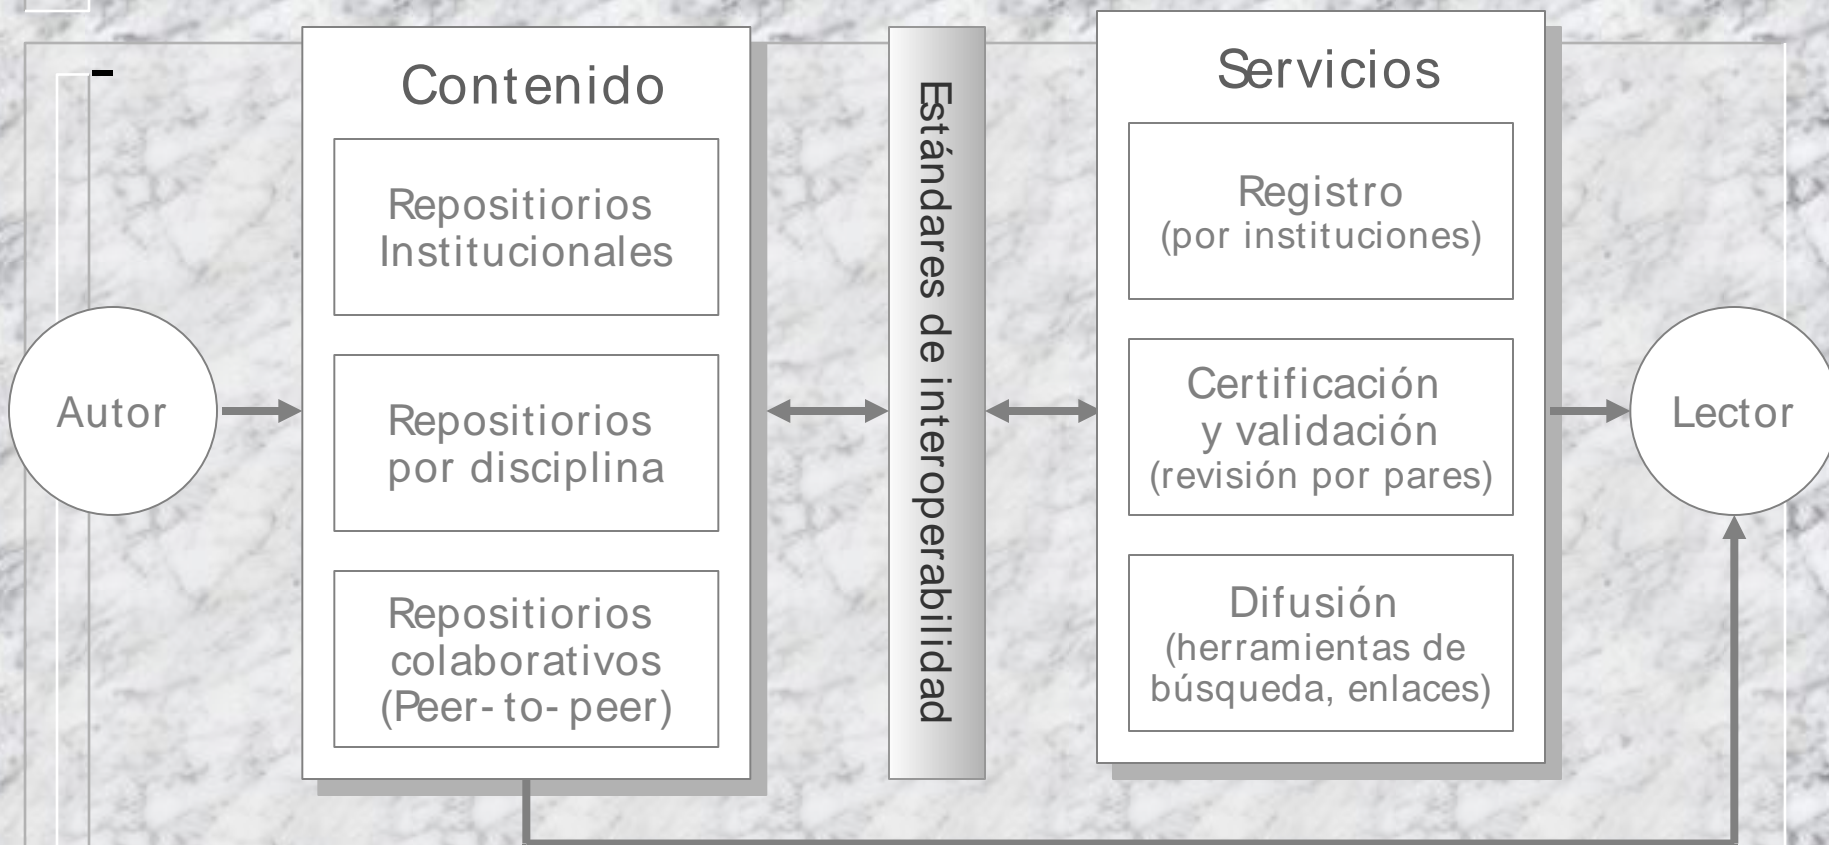 Autor
Contenido
Repositiorios
Institucionales
Repositiorios
por disciplina
Repositiorios
colaborativos
(Peer-to-peer)
Estándares de interoperabilidad
Servicios
Registro
(por instituciones)
Certificación
y validación
(revisión por pares)
Difusión
(herramientas de
búsqueda, enlaces)
Lector